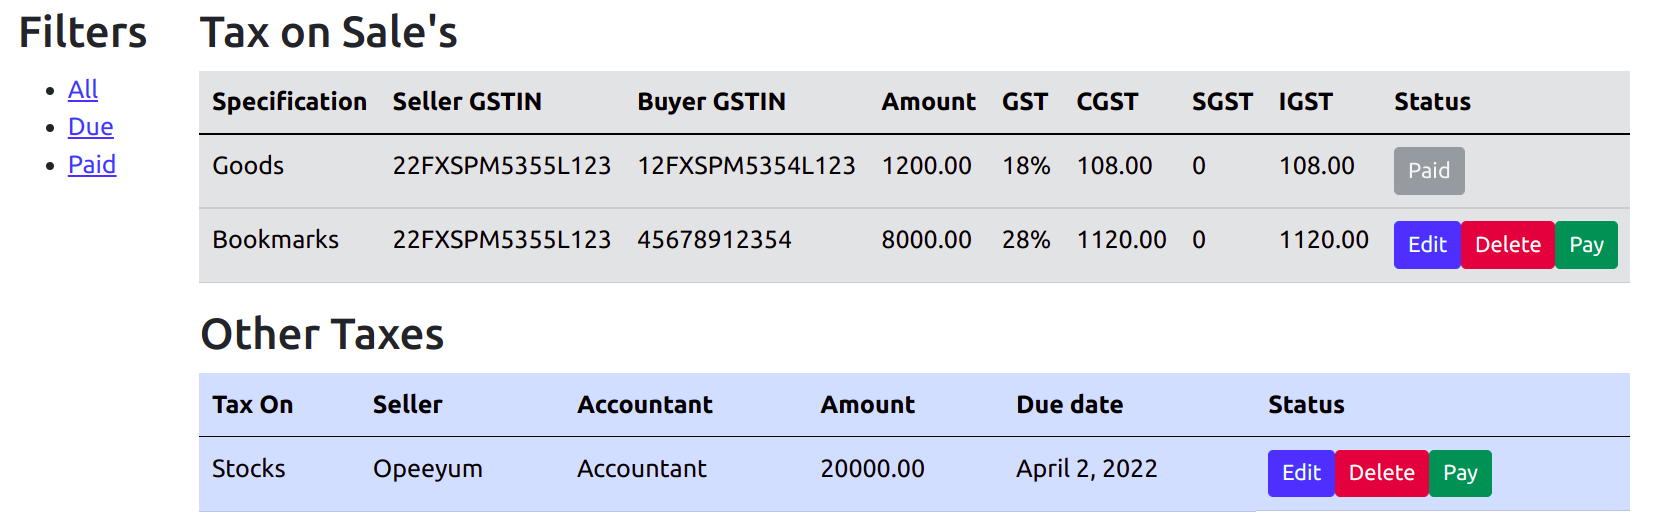 Filters
All
Due
Paid
Tax on Sale's
Specification Seller GSTIN Buyer GSTIN Amount GST CGST SGST IGST Status
Goods 22FXSPM5355L123 12FXSPM5354L123 1200.00 18% 108.00 0 108.00 Paid
Bookmarks 22FXSPM5355L123 45678912354 8000.00 28% 1120.00 0 1120.00 Edit Delete Pay
Other Taxes
Tax On Seller Accountant Amount Due date Status
Stocks Opeeyum Accountant 20000.00 April 2, 2022 Edit Delete Pay